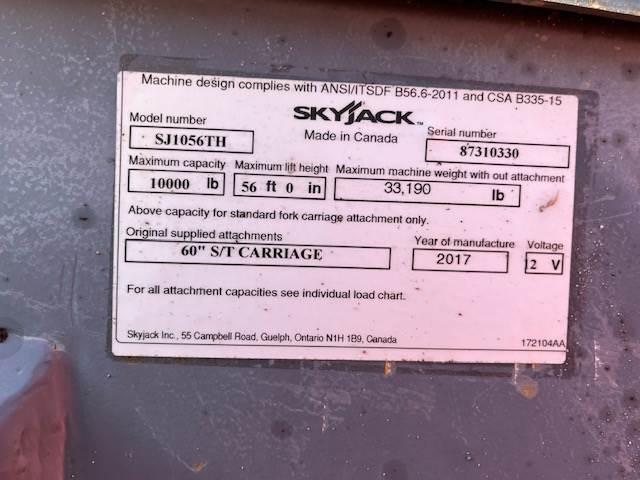 Machine design complies with ANSI/ITSDF B56.6-2011 and CSA B335-15
SKYJACK™
Made in Canada
Model number
SJ1056TH
Serial number
87310330
Maximum capacity
10000 lb
Maximum lift height
56 ft 0 in
Maximum machine weight with out attachment
33,190 lb
Above capacity for standard fork carriage attachment only.
Original supplied attachments
60" S/T CARRIAGE
Year of manufacture
2017
Voltage
12 V
For all attachment capacities see individual load chart.
Skyjack Inc., 55 Campbell Road, Guelph, Ontario N1H 1B9, Canada
172104AA